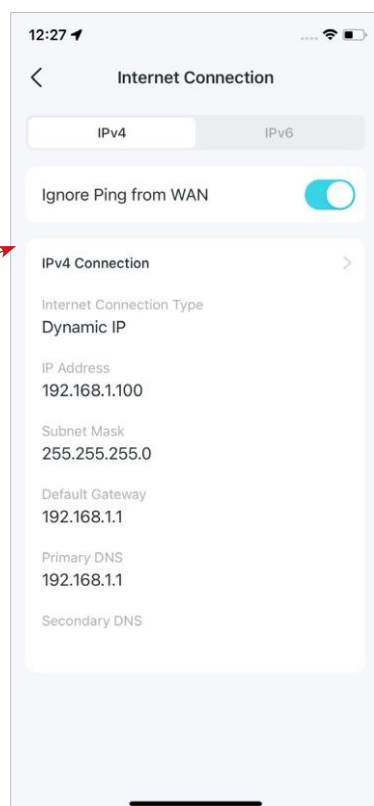 12:27
Internet Connection
IPv4 IPv6
Ignore Ping from WAN
IPv4 Connection
Internet Connection Type
Dynamic IP
IP Address
192.168.1.100
Subnet Mask
255.255.255.0
Default Gateway
192.168.1.1
Primary DNS
192.168.1.1
Secondary DNS